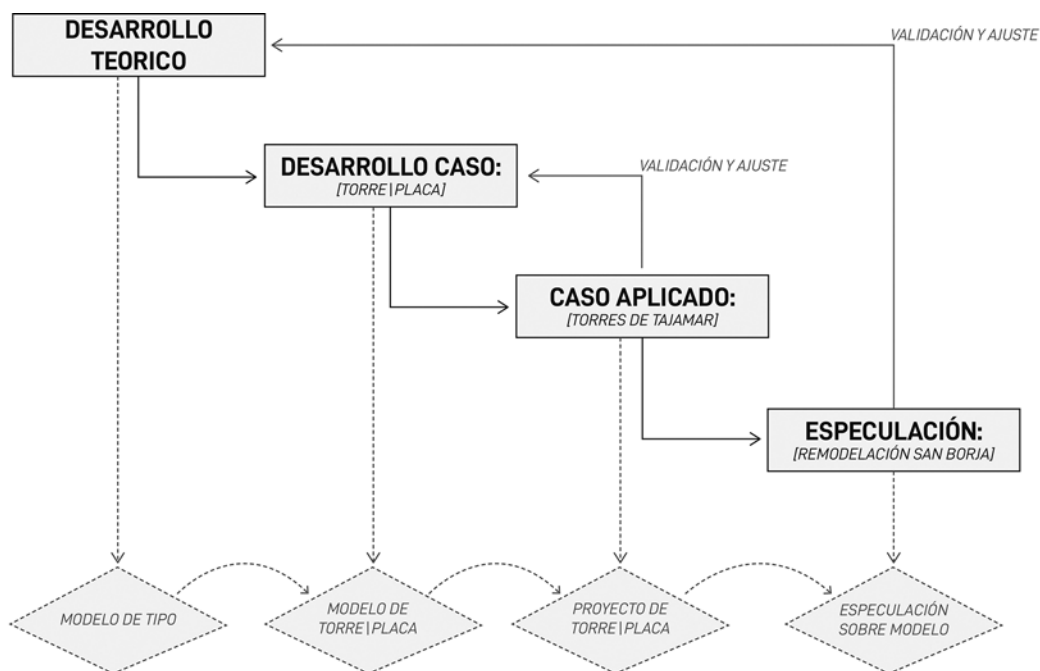 DESARROLLO
TEORICO
VALIDACIÓN Y AJUSTE
DESARROLLO CASO:
[TORRE|PLACA]
VALIDACIÓN Y AJUSTE
CASO APLICADO:
[TORRES DE TAJAMAR]
ESPECULACIÓN:
[REMODELACIÓN SAN BORJA]
MODELO DE TIPO
MODELO DE
TORRE|PLACA
PROYECTO DE
TORRE|PLACA
ESPECULACIÓN
SOBRE MODELO